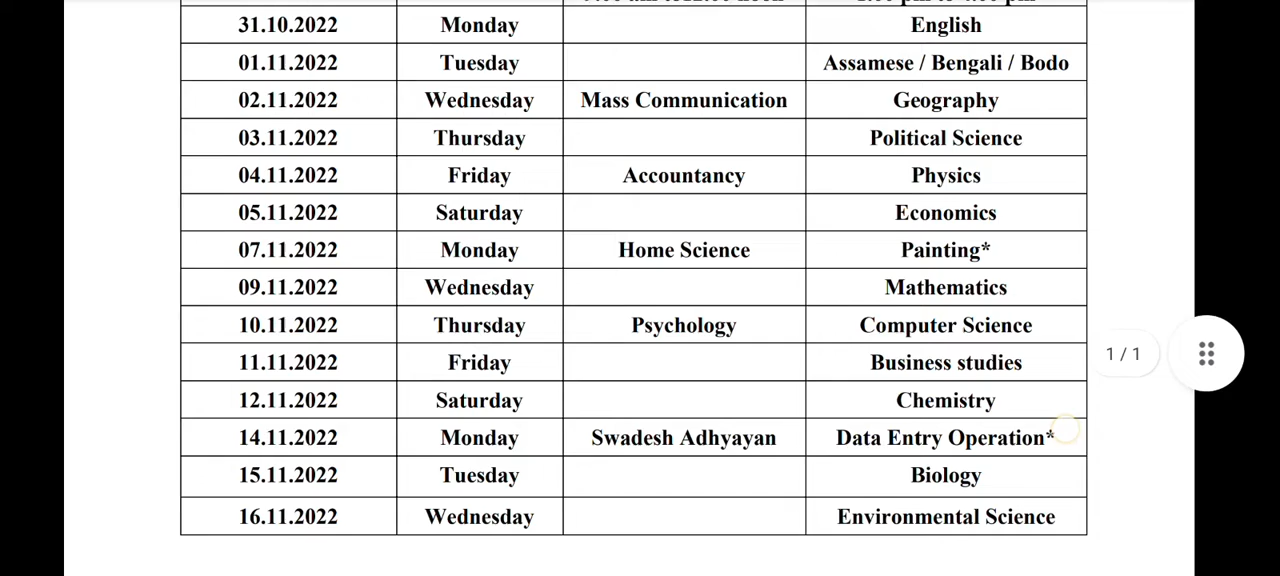 31.10.2022 Monday English
01.11.2022 Tuesday Assamese / Bengali / Bodo
02.11.2022 Wednesday Mass Communication Geography
03.11.2022 Thursday Political Science
04.11.2022 Friday Accountancy Physics
05.11.2022 Saturday Economics
07.11.2022 Monday Home Science Painting*
09.11.2022 Wednesday Mathematics
10.11.2022 Thursday Psychology Computer Science
11.11.2022 Friday Business studies
12.11.2022 Saturday Chemistry
14.11.2022 Monday Swadesh Adhyayan Data Entry Operation*
15.11.2022 Tuesday Biology
16.11.2022 Wednesday Environmental Science
1 / 1